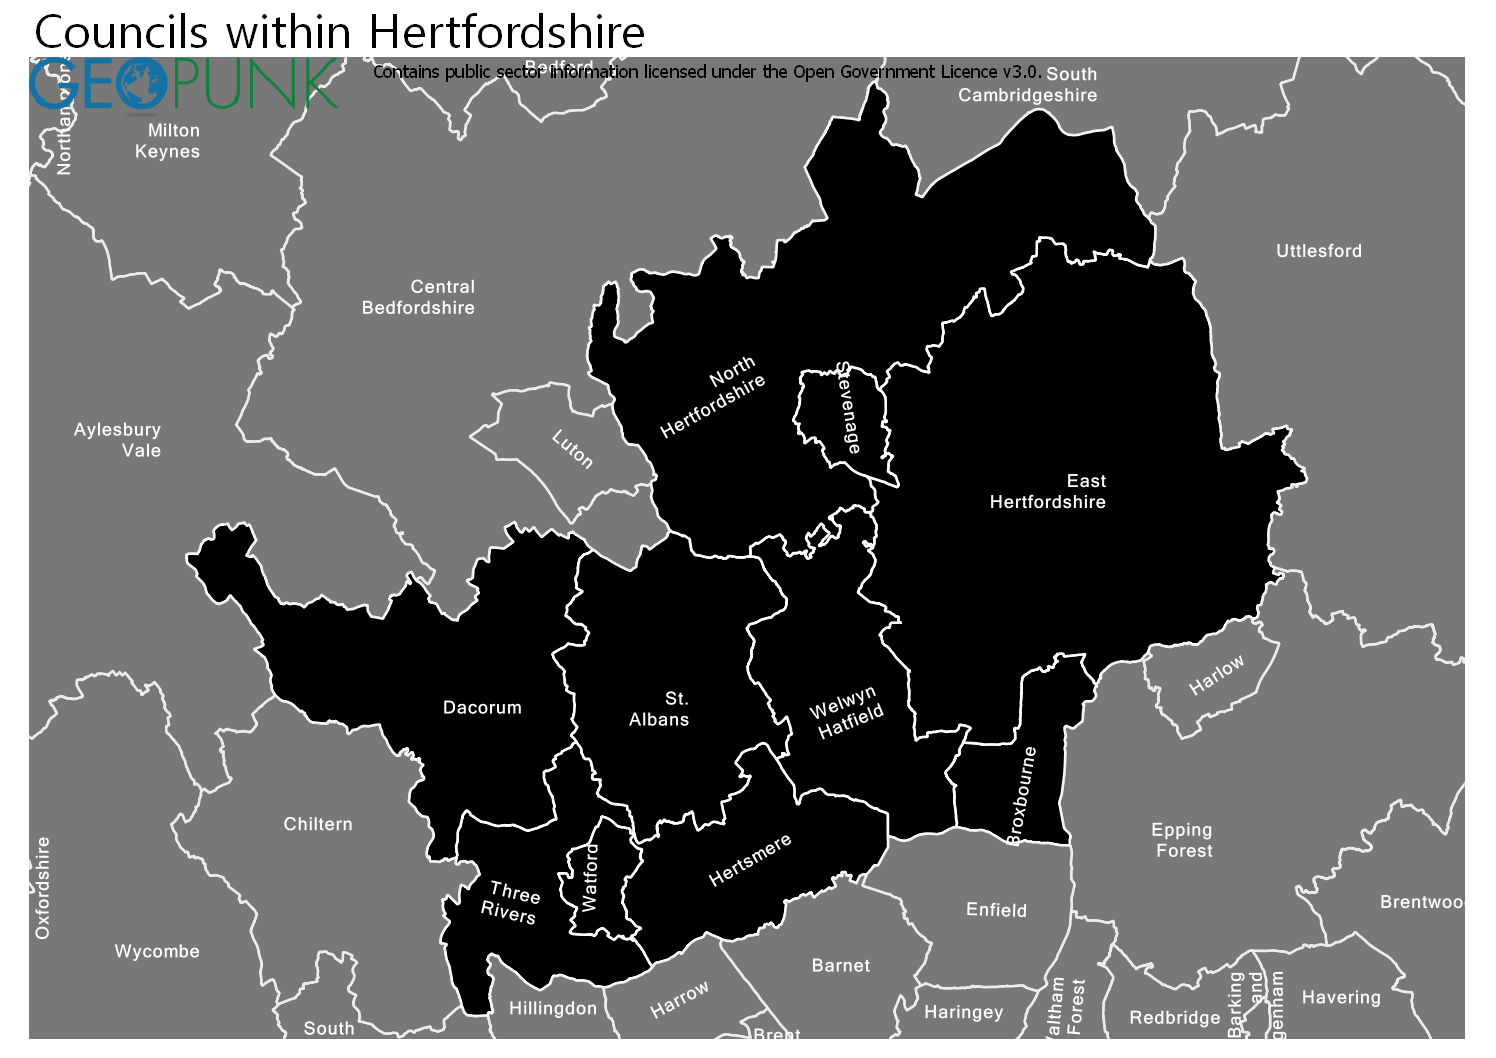 Councils within Hertfordshire
GEOPUNK
Contains public sector information licensed under the Open Government Licence v3.0.
Bedford
South
Cambridgeshire
Milton
Keynes
Uttlesford
Central
Bedfordshire
North
Hertfordshire
Stevenage
Aylesbury
Vale
Luton
East
Hertfordshire
Harlow
Dacorum
St.
Albans
Welwyn
Hatfield
Broxbourne
Chiltern
Epping
Forest
Hertsmere
Watford
Three
Rivers
Oxfordshire
Wycombe
Enfield
Brentwoo
Barnet
Hillingdon
Harrow
Haringey
altham
Forest
Redbridge
Barking
and
genham
Havering
South
Brent